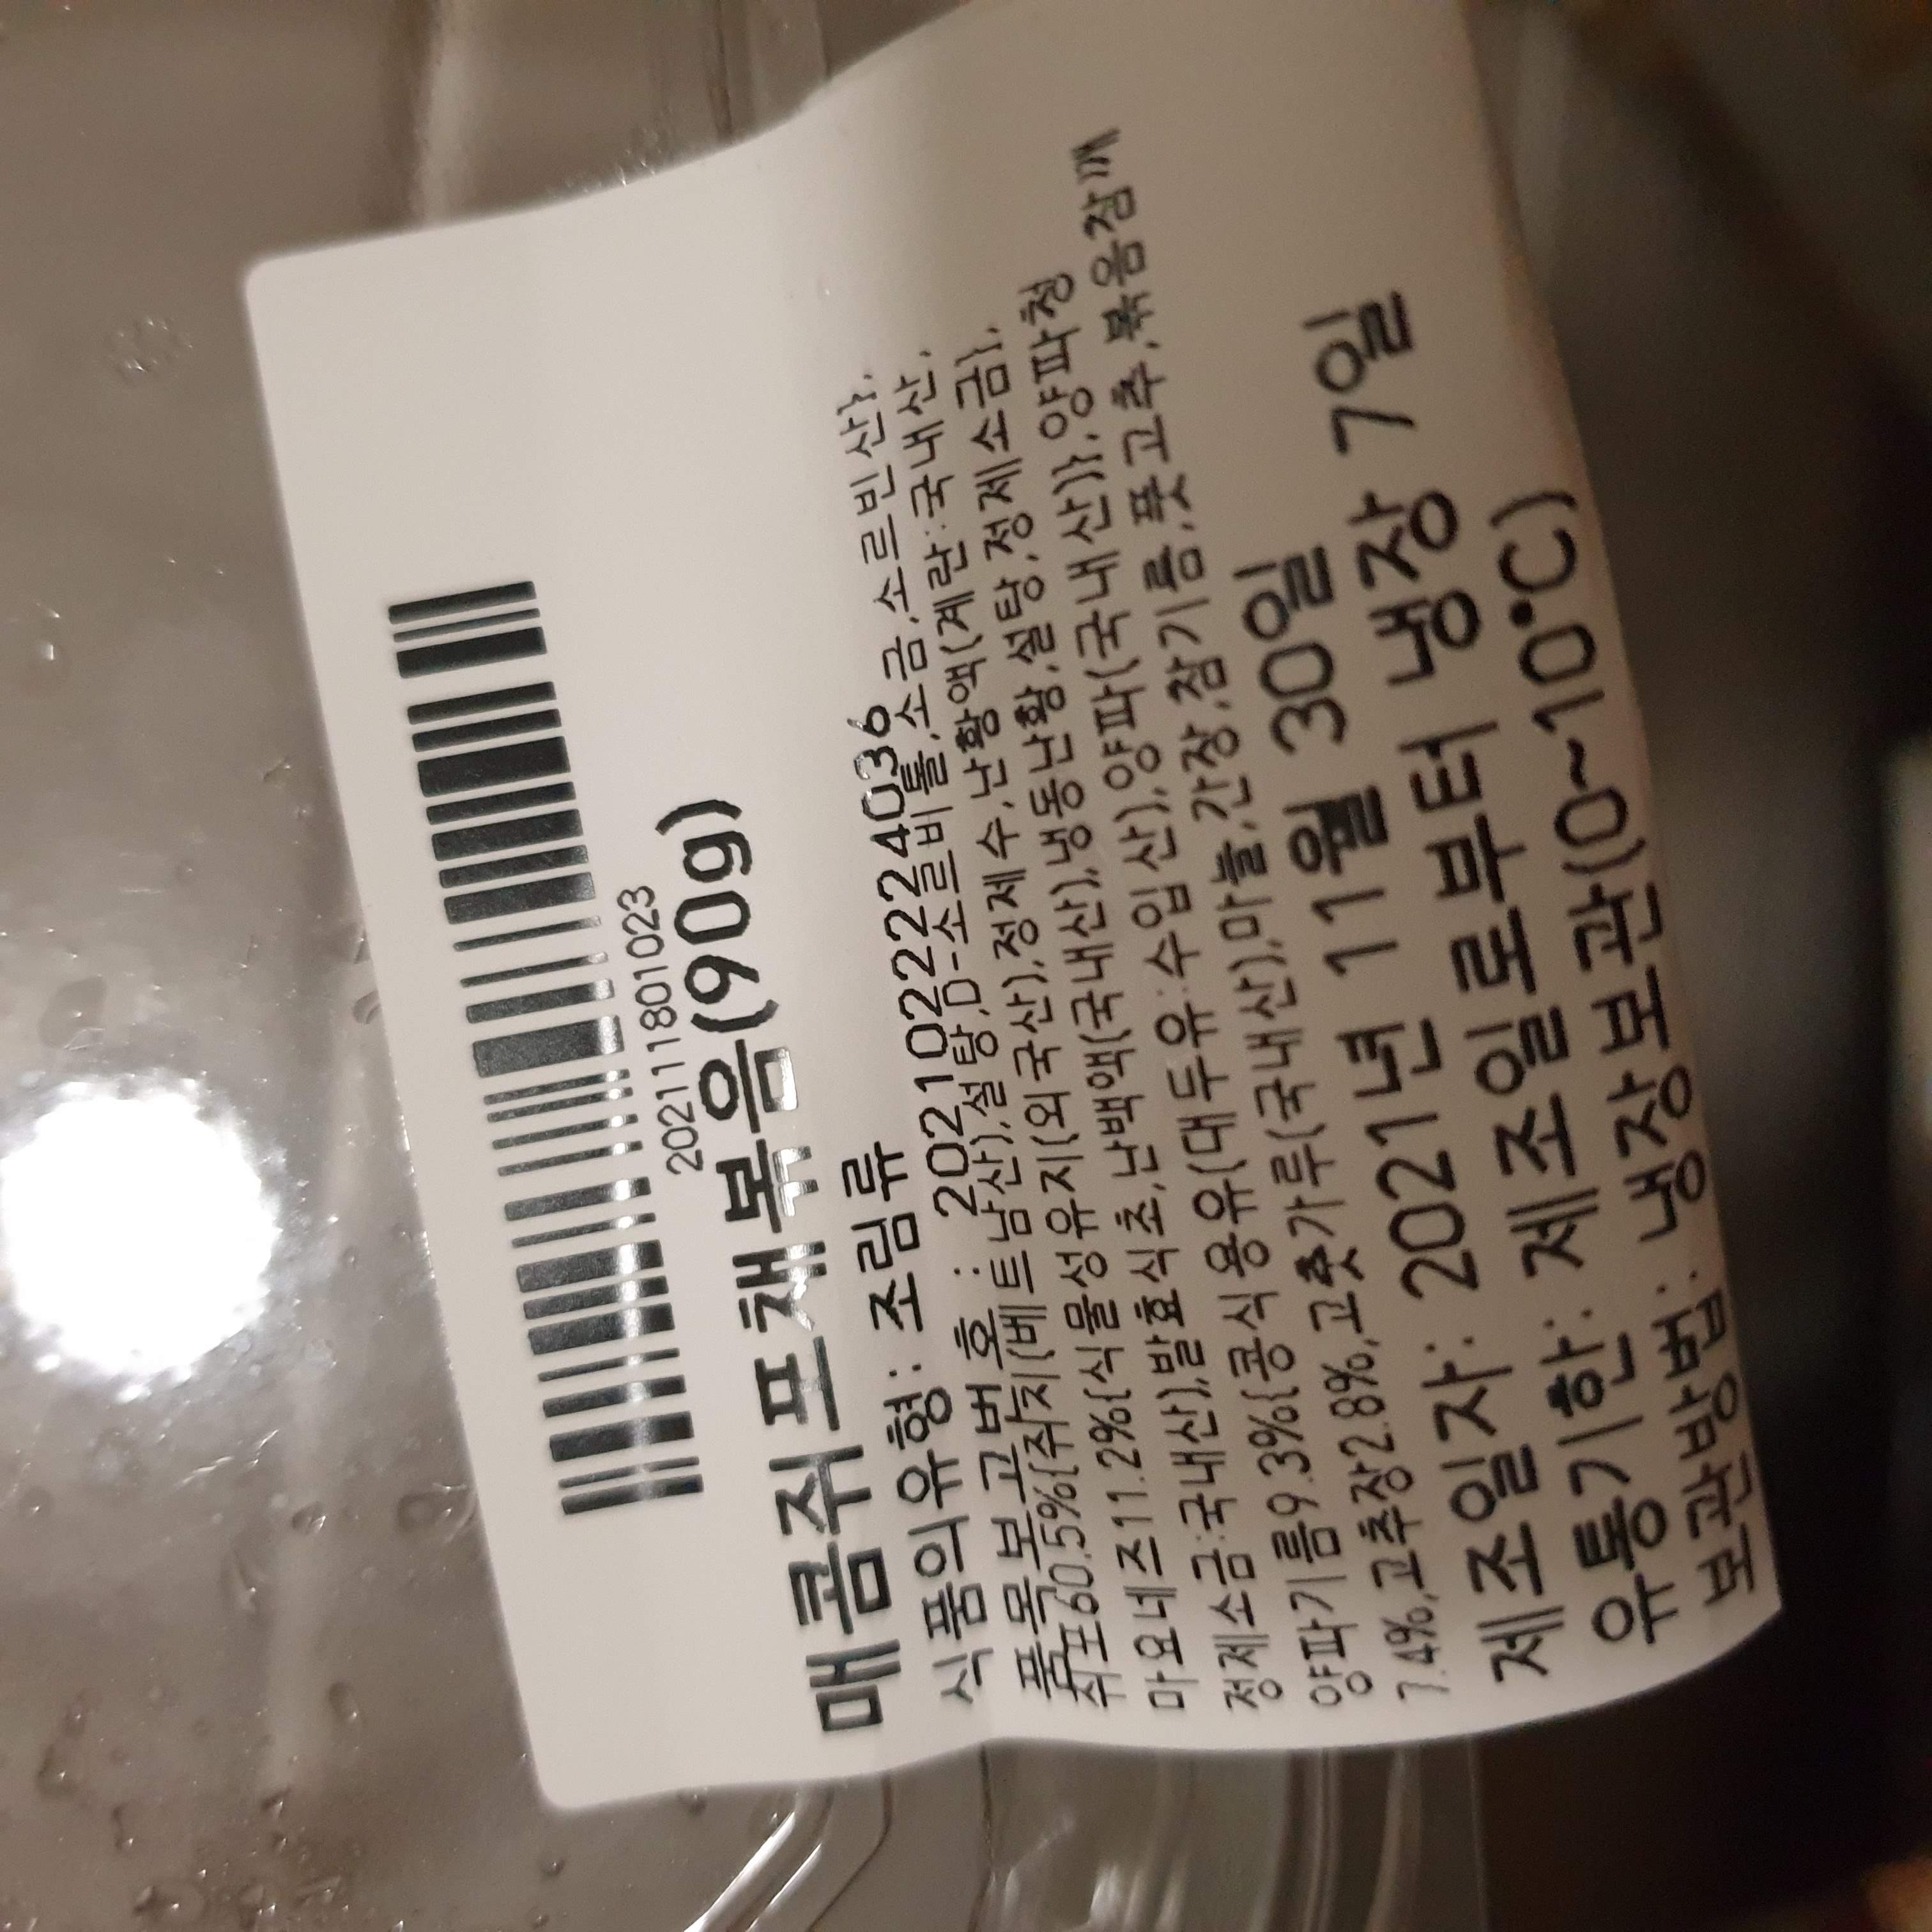 202111801023
매콤쥐포채볶음(90g)
식품의유형: 조림류
품목보고번호 : 20210222224036
쥐포60.5%{쥐치(베트남산),설탕,D-소르비톨,소금,소르빈산},
마요네즈11.2%{식물성유지(외국산),정제수,난황액(계란:국내산,
정제소금:국내산),발효식초,난백액(국내산),냉동난황,설탕,정제소금},
양파기름9.3%{콩식용유(대두유:수입산),양파(국내산)},양파청
7.4%,고추장2.8%,고춧가루(국내산),마늘,간장,참기름,풋고추,볶음참깨
제조일자: 2021년 11월 30일
유통기한: 제조일로부터 냉장 7일
보관방법: 냉장보관(0~10°C)